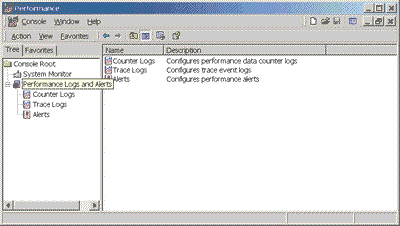 Performance
Console Window Help
Action View Favorites
Tree Favorites
Name Description
Console Root
System Monitor
Performance Logs and Alerts
Counter Logs
Trace Logs
Alerts
Counter Logs Configures performance data counter logs
Trace Logs Configures trace event logs
Alerts Configures performance alerts